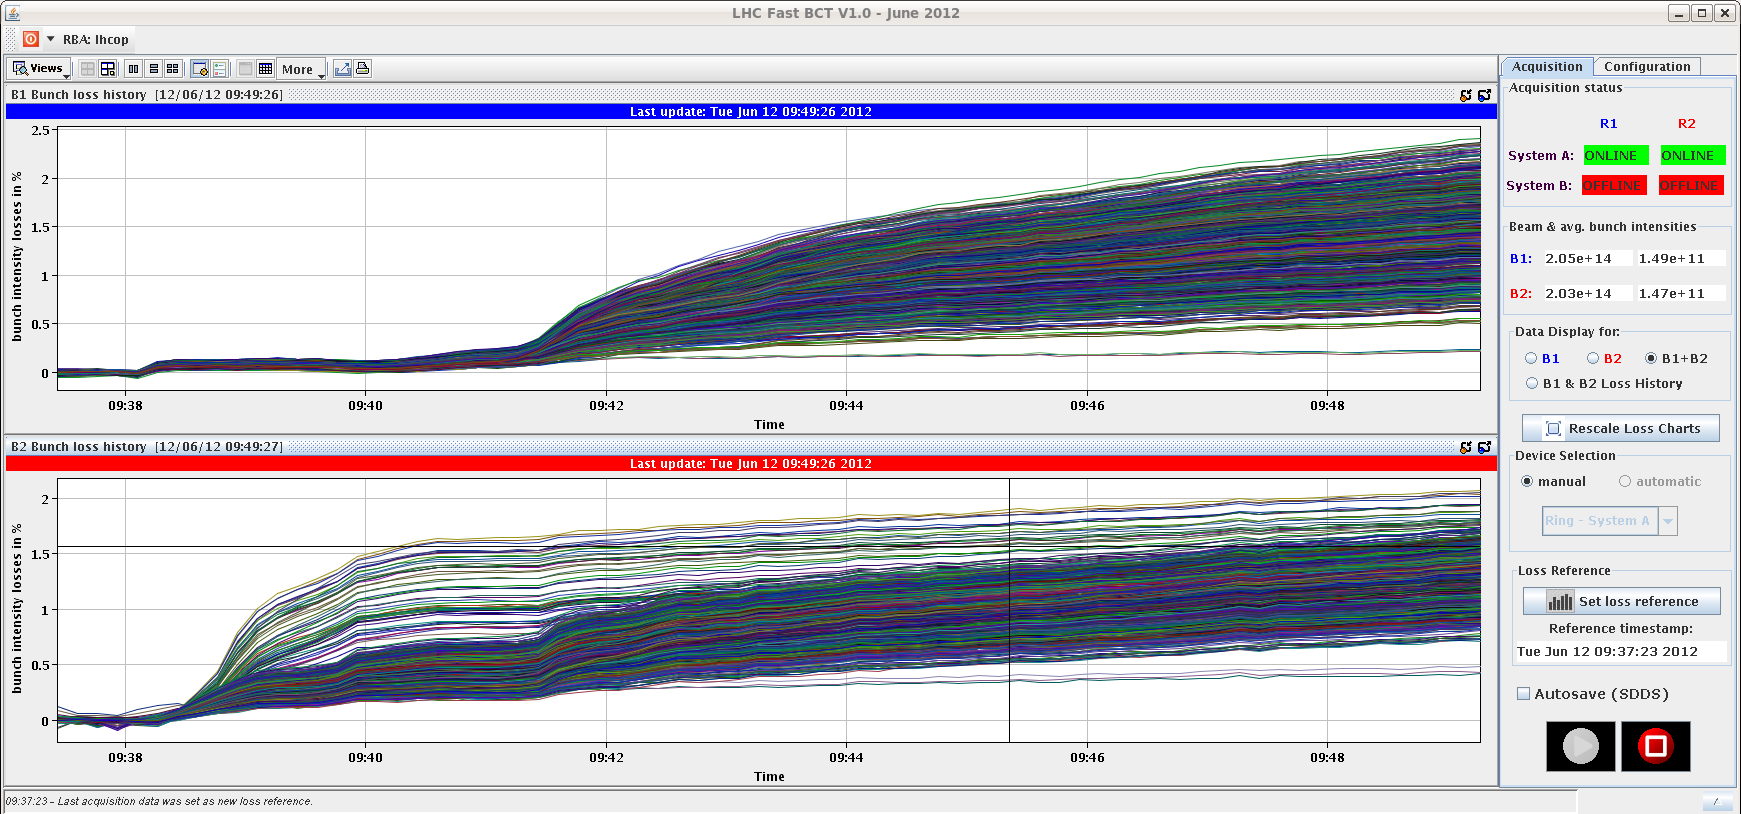 LHC Fast BCT V1.0 - June 2012
RBA: lhcop
Views
More
B1 Bunch loss history [12/06/12 09:49:26]
Last update: Tue Jun 12 09:49:26 2012
bunch intensity losses in %
2.5
2
1.5
1
0.5
0
09:38 09:40 09:42 09:44 09:46 09:48
Time
B2 Bunch loss history [12/06/12 09:49:27]
Last update: Tue Jun 12 09:49:26 2012
bunch intensity losses in %
2
1.5
1
0.5
0
09:38 09:40 09:42 09:44 09:46 09:48
Time
09:37:23 - Last acquisition data was set as new loss reference.
Acquisition Configuration
Acquisition status
R1 R2
System A: ONLINE ONLINE
System B: OFFLINE OFFLINE
Beam & avg. bunch intensities
B1: 2.05e+14 1.49e+11
B2: 2.03e+14 1.47e+11
Data Display for:
B1 B2 B1+B2
B1 & B2 Loss History
Rescale Loss Charts
Device Selection
manual automatic
Ring - System A
Loss Reference
Set loss reference
Reference timestamp:
Tue Jun 12 09:37:23 2012
Autosave (SDDS)